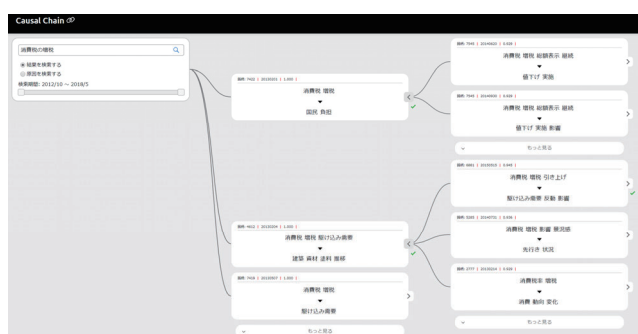 Causal Chain
消費税の増税
結果を検索する
原因を検索する
検索期間: 2012/10 ～ 2018/5
消費税 増税
国民 負担
消費税 増税 駆け込み需要
建築 資材 塗料 推移
消費税 増税
駆け込み需要
もっと見る
消費税 増税 総額表示 継続
値下げ 実施
消費税 増税 総額表示 継続
値下げ 実施 影響
もっと見る
消費税 増税 引き上げ
駆け込み需要 反動 影響
消費税 増税 影響 景況感
先行き 状況
消費税率 増税
消費 動向 変化
もっと見る